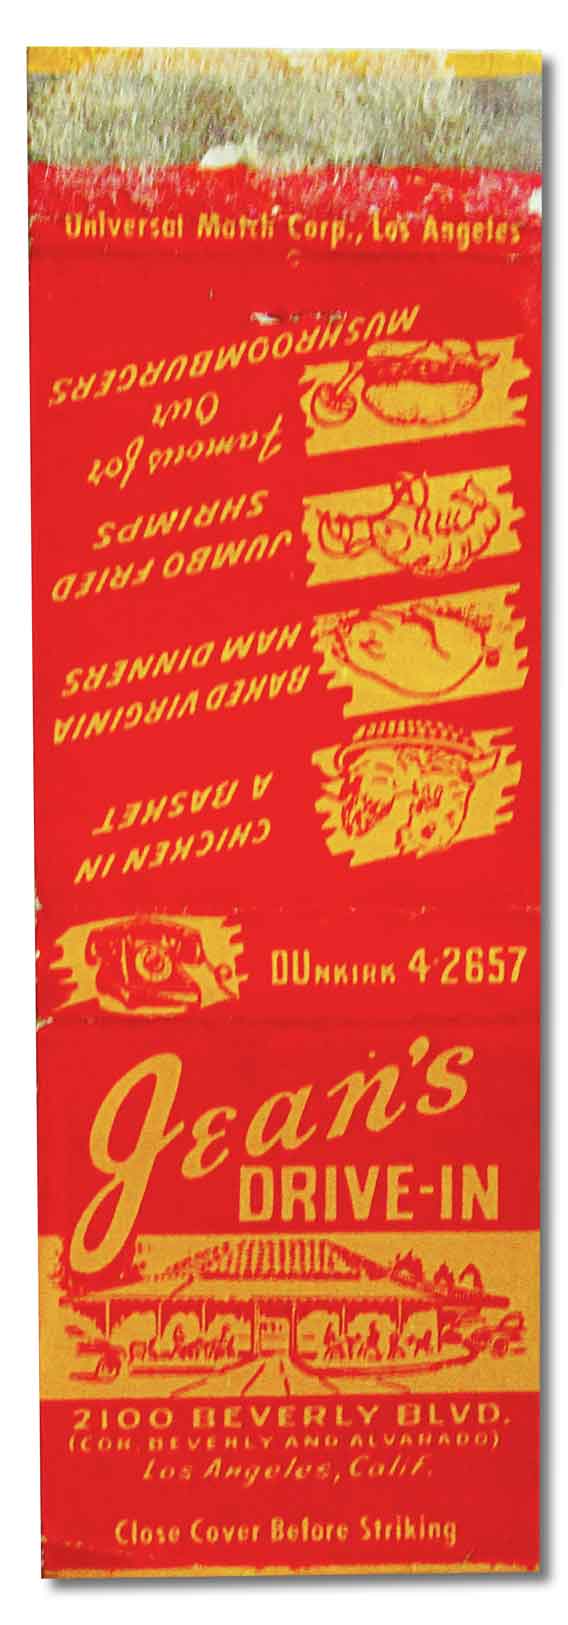 Universal Match Corp., Los Angeles
Famous for
Our
MUSHROOMBURGERS
JUMBO FRIED
SHRIMPS
BAKED VIRGINIA
HAM DINNERS
CHICKEN IN
A BASKET
DUNKIRK 4-2657
Jean's
DRIVE-IN
2100 BEVERLY BLVD.
(COR. BEVERLY AND ALVARADO)
Los Angeles, Calif.
Close Cover Before Striking